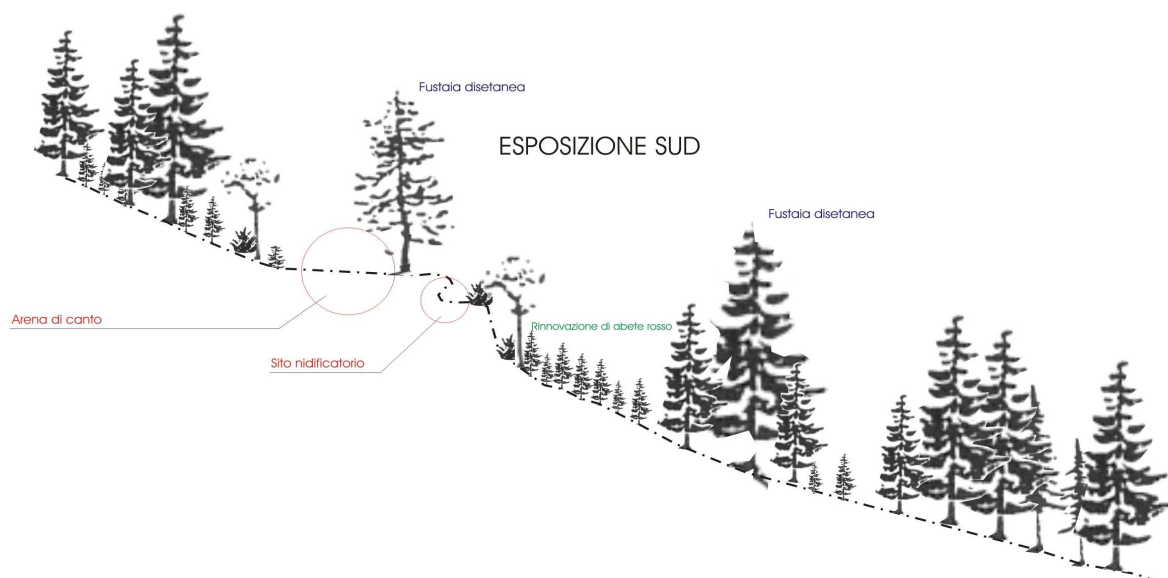 Fustaia disetanea
ESPOSIZIONE SUD
Fustaia disetanea
Arena di canto
Rinnovazione di abete rosso
Sito nidificatorio